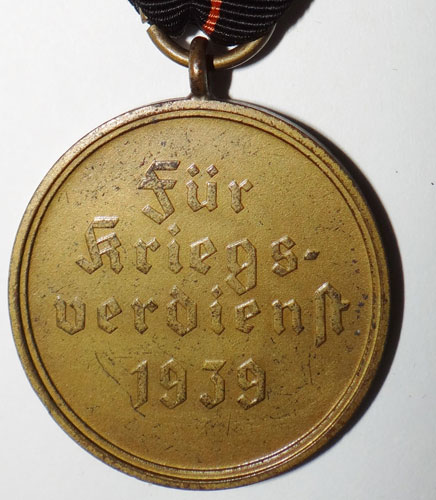 Für
Kriegs-
verdienst
1939